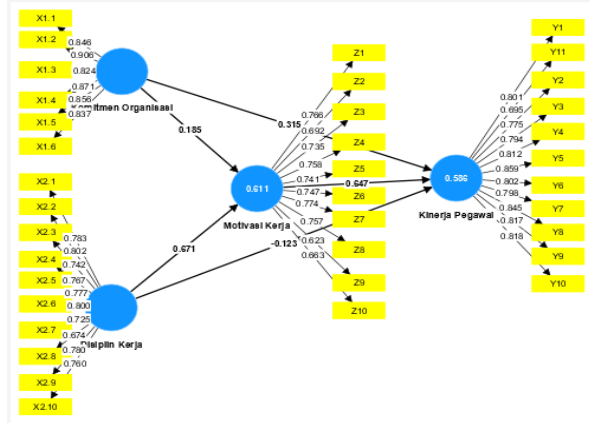 X1.1
X1.2
X1.3
X1.4
X1.5
X1.6
0.846
0.906
0.824
0.871
0.856
0.837
Komitmen Organisasi
0.185
0.315
X2.1
X2.2
X2.3
X2.4
X2.5
X2.6
X2.7
X2.8
X2.9
X2.10
0.783
0.802
0.742
0.767
0.777
0.800
0.725
0.674
0.780
0.760
Disiplin Kerja
0.671
-0.123
0.611
Motivasi Kerja
0.647
Z1
Z2
Z3
Z4
Z5
Z6
Z7
Z8
Z9
Z10
0.766
0.692
0.735
0.758
0.741
0.747
0.774
0.757
0.623
0.663
0.586
Kinerja Pegawai
Y1
Y11
Y2
Y3
Y4
Y5
Y6
Y7
Y8
Y9
Y10
0.801
0.695
0.775
0.794
0.812
0.859
0.802
0.798
0.845
0.817
0.818